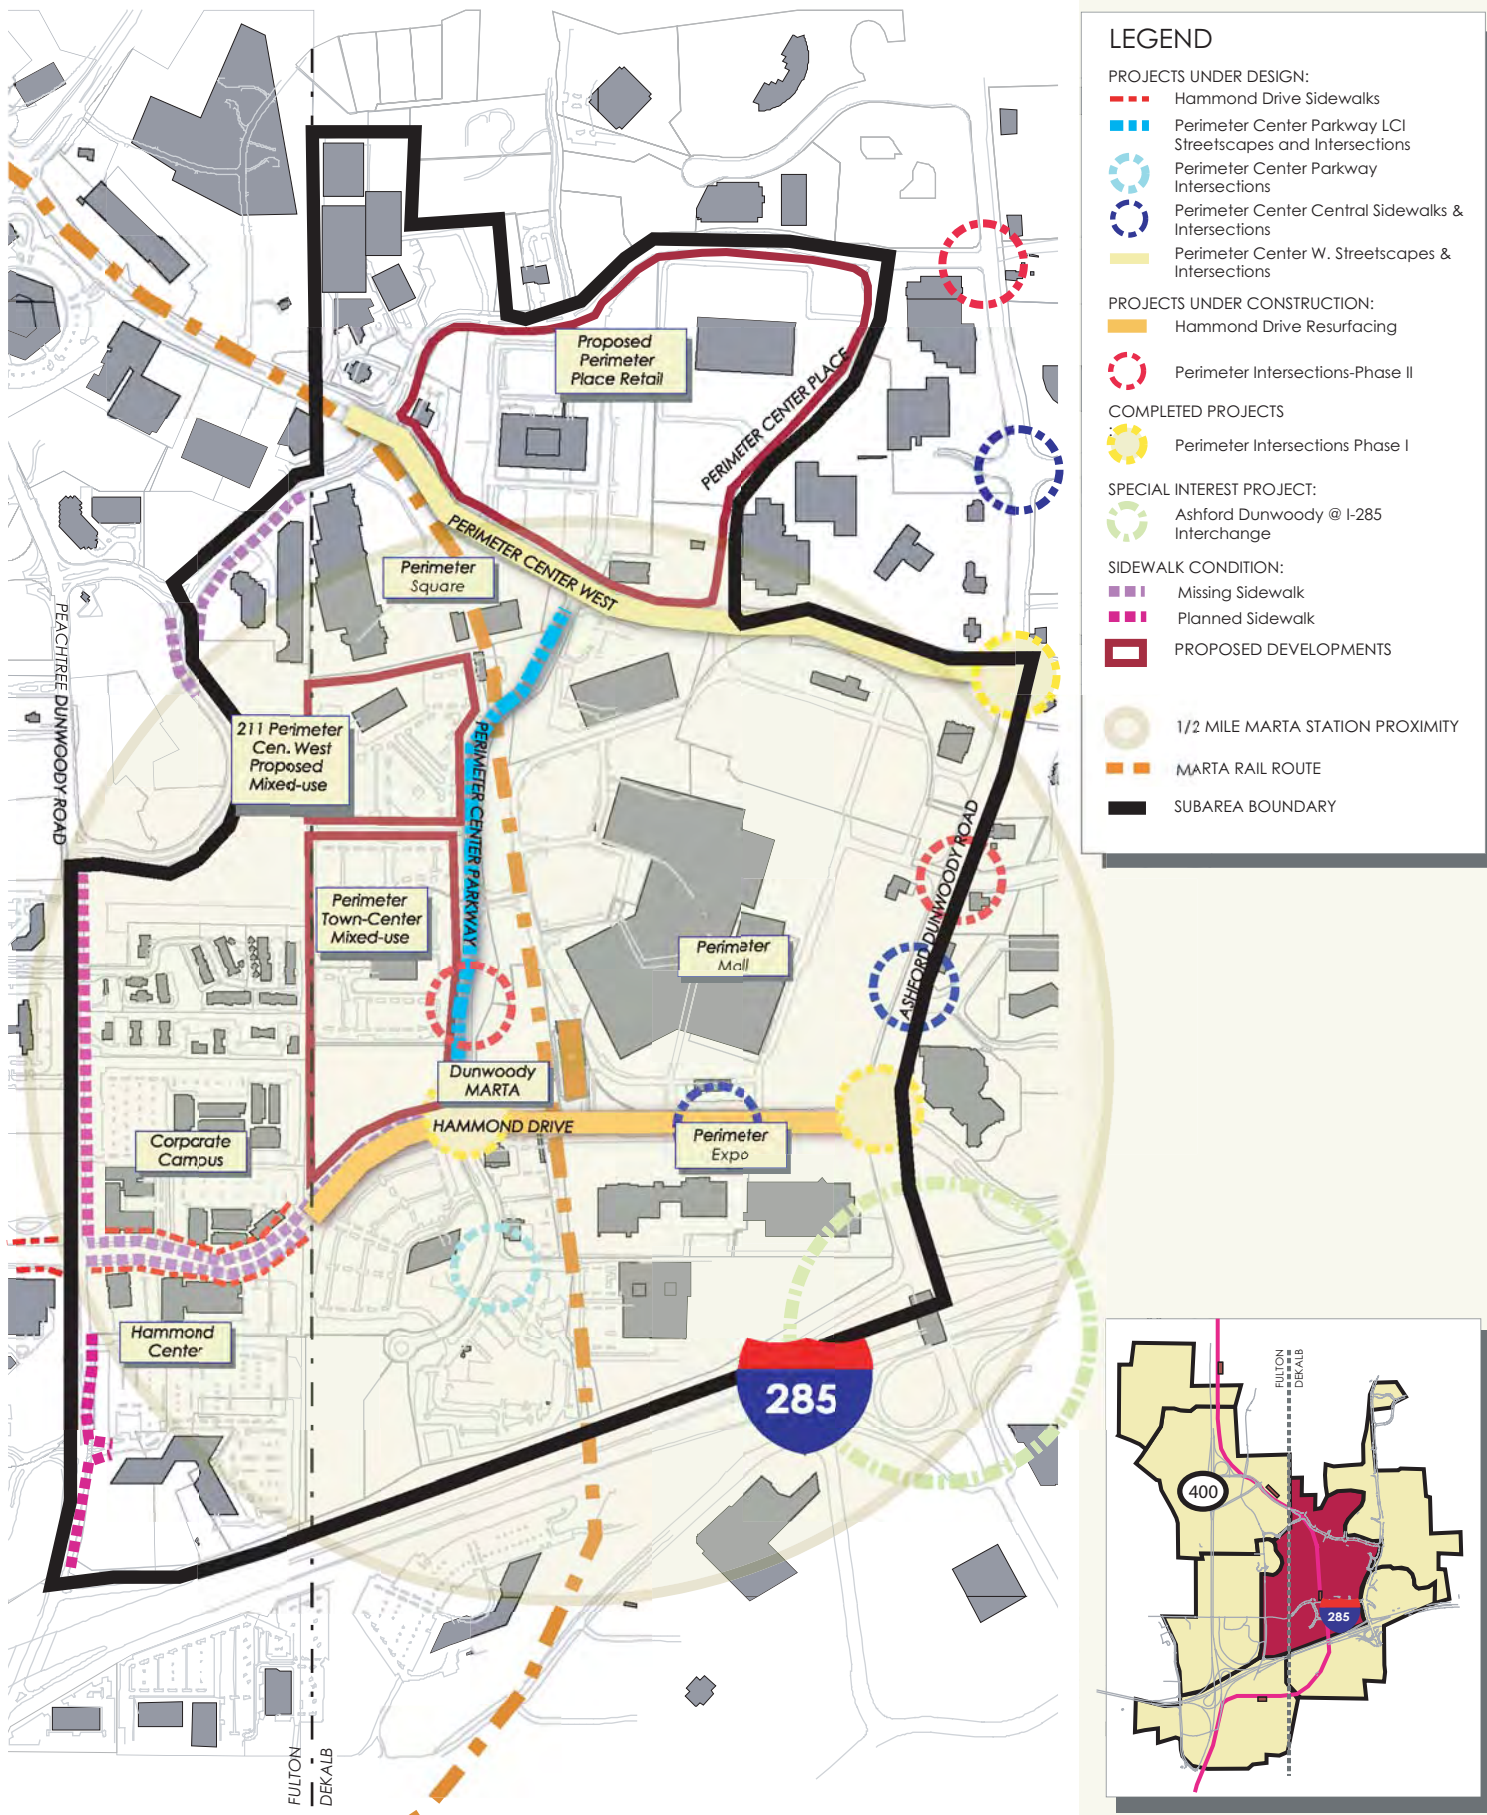 LEGEND
PROJECTS UNDER DESIGN:
Hammond Drive Sidewalks
Perimeter Center Parkway LCI
Streetscapes and Intersections
Perimeter Center Parkway
Intersections
Perimeter Center Central Sidewalks &
Intersections
Perimeter Center W. Streetscapes &
Intersections
PROJECTS UNDER CONSTRUCTION:
Hammond Drive Resurfacing
Perimeter Intersections-Phase II
COMPLETED PROJECTS
:
Perimeter Intersections Phase I
SPECIAL INTEREST PROJECT:
Ashford Dunwoody @ I-285
Interchange
SIDEWALK CONDITION:
Missing Sidewalk
Planned Sidewalk
PROPOSED DEVELOPMENTS
1/2 MILE MARTA STATION PROXIMITY
MARTA RAIL ROUTE
SUBAREA BOUNDARY
Proposed
Perimeter
Place Retail
PERIMETER CENTER PLACE
PERIMETER CENTER WEST
Perimeter
Square
PEACHTREE DUNWOODY ROAD
211 Perimeter
Cen. West
Proposed
Mixed-use
PERIMETER CENTER PARKWAY
Perimeter
Town-Center
Mixed-use
Perimeter
Mall
ASHFORD DUNWOODY ROAD
Dunwoody
MARTA
HAMMOND DRIVE
Perimeter
Expo
Corporate
Campus
Hammond
Center
285
FULTON
DEKALB
FULTON
DEKALB
400
285